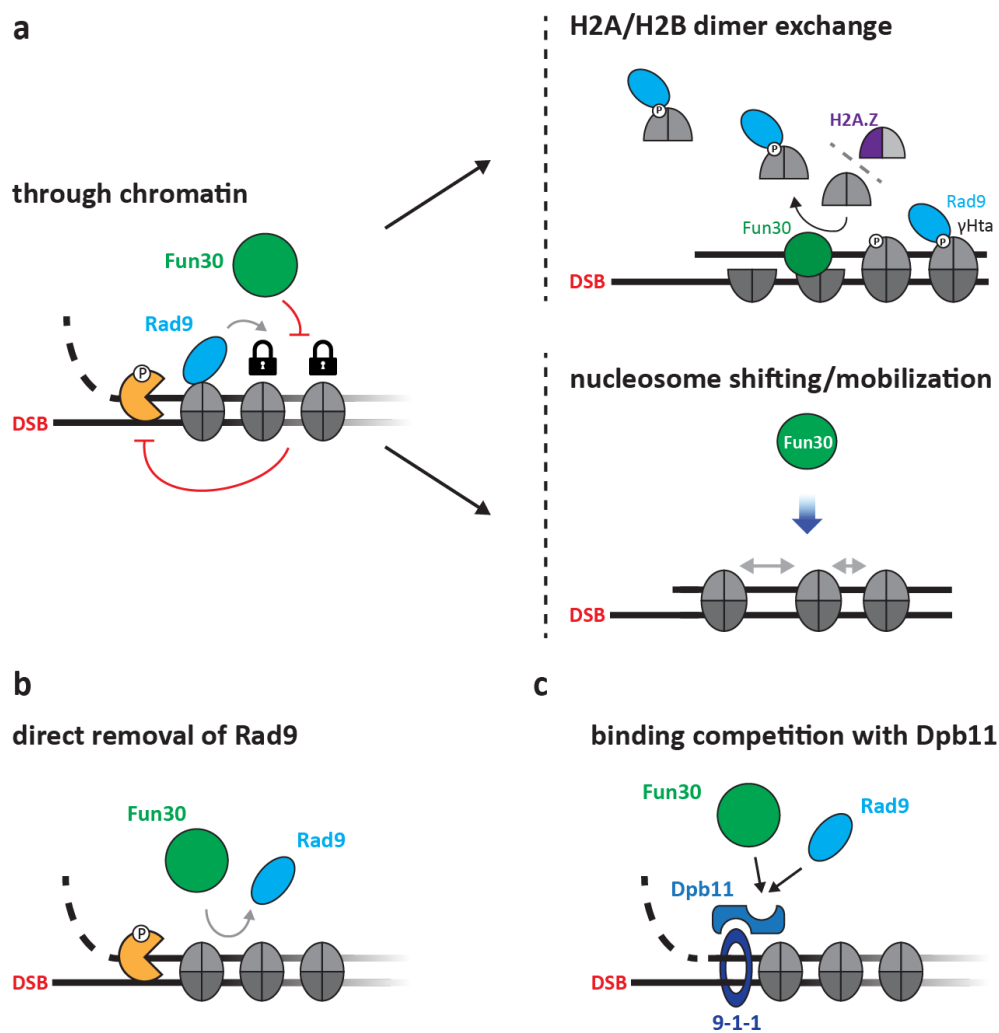 a
through chromatin
Fun30
Rad9
P
DSB
H2A/H2B dimer exchange
P
P
H2A.Z
Fun30
Rad9
γHta
P
P
DSB
nucleosome shifting/mobilization
Fun30
DSB
b
direct removal of Rad9
Fun30
Rad9
P
DSB
c
binding competition with Dpb11
Fun30
Rad9
Dpb11
DSB
9-1-1